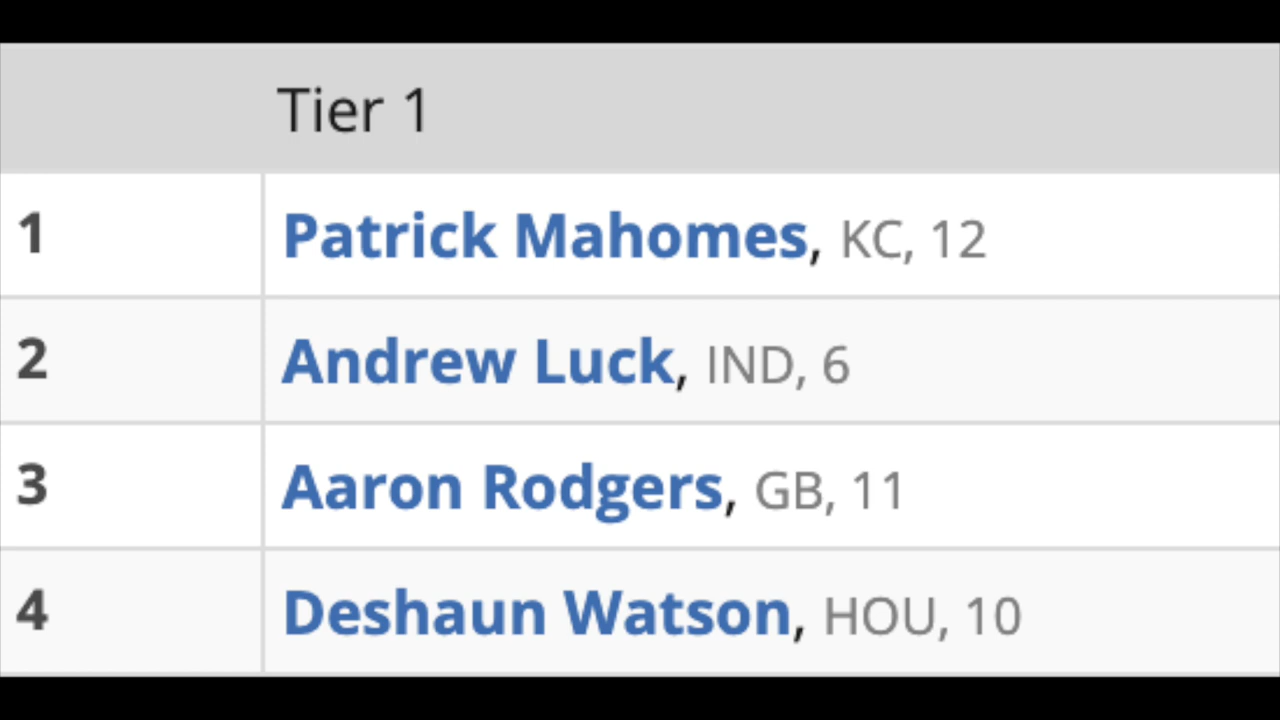 Tier 1
1 Patrick Mahomes, KC, 12
2 Andrew Luck, IND, 6
3 Aaron Rodgers, GB, 11
4 Deshaun Watson, HOU, 10